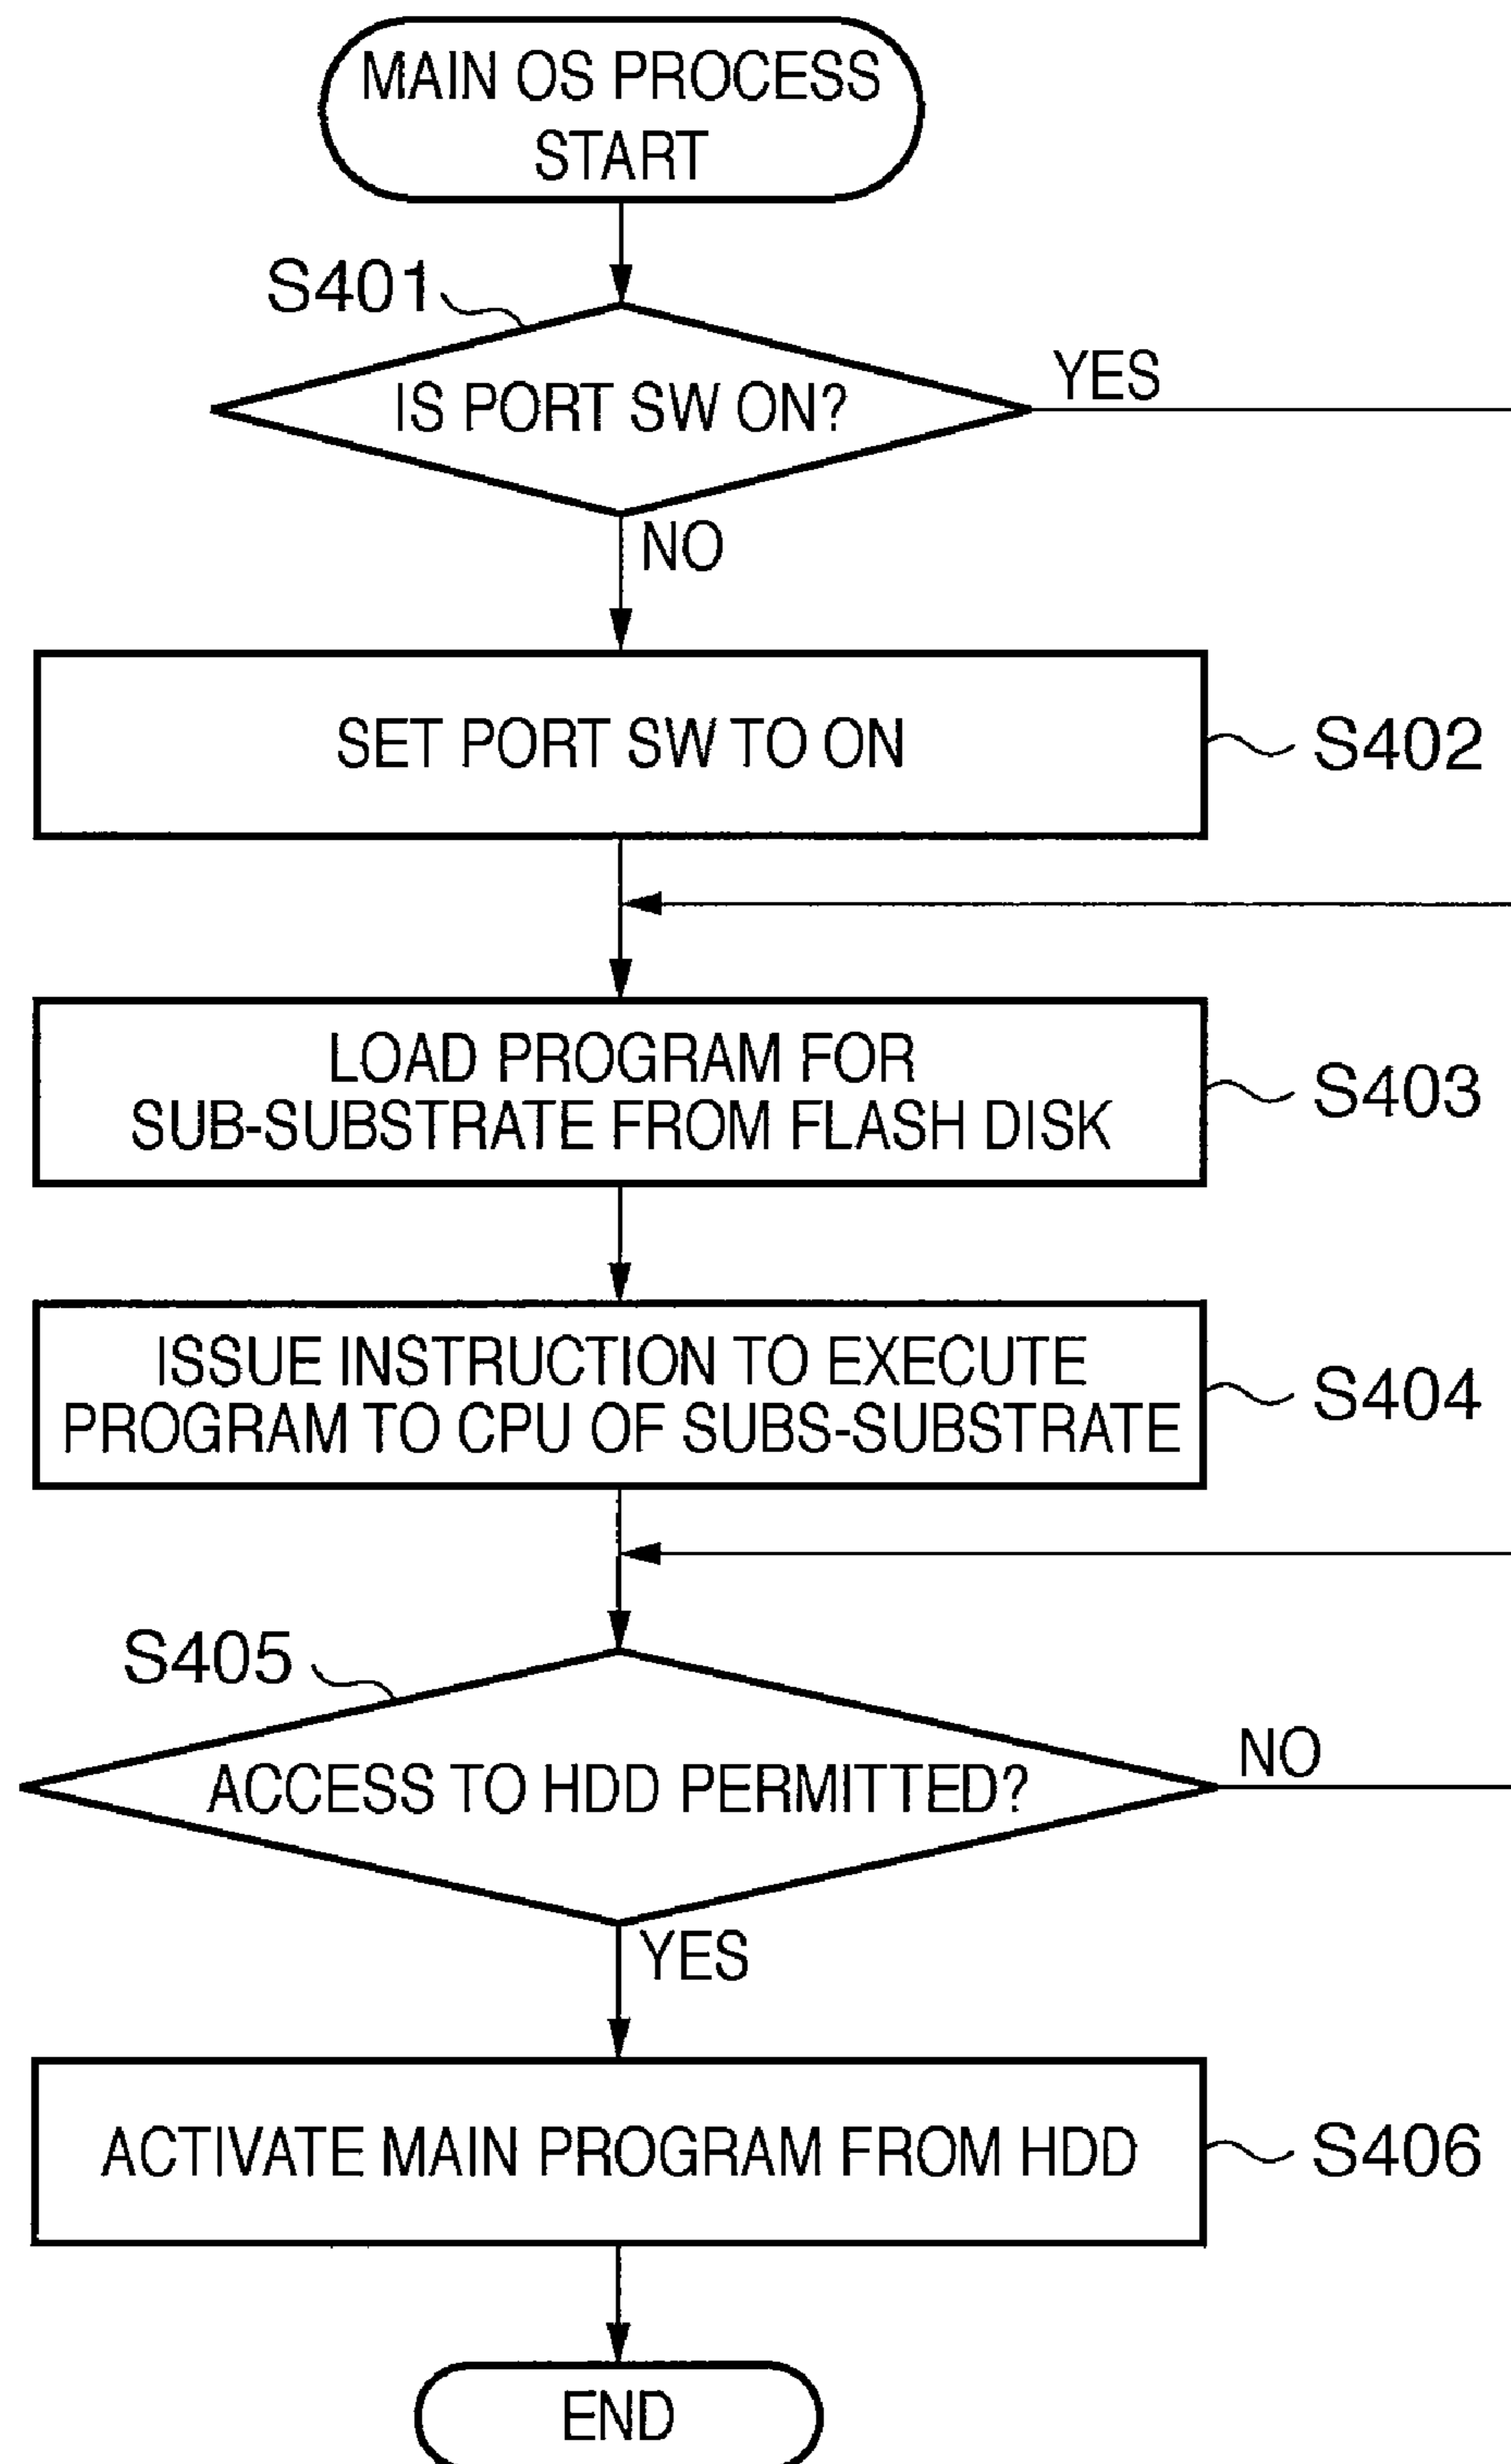 MAIN OS PROCESS
START
S401
IS PORT SW ON?
YES
NO
SET PORT SW TO ON
S402
LOAD PROGRAM FOR
SUB-SUBSTRATE FROM FLASH DISK
S403
ISSUE INSTRUCTION TO EXECUTE
PROGRAM TO CPU OF SUBS-SUBSTRATE
S404
S405
ACCESS TO HDD PERMITTED?
NO
YES
ACTIVATE MAIN PROGRAM FROM HDD
S406
END